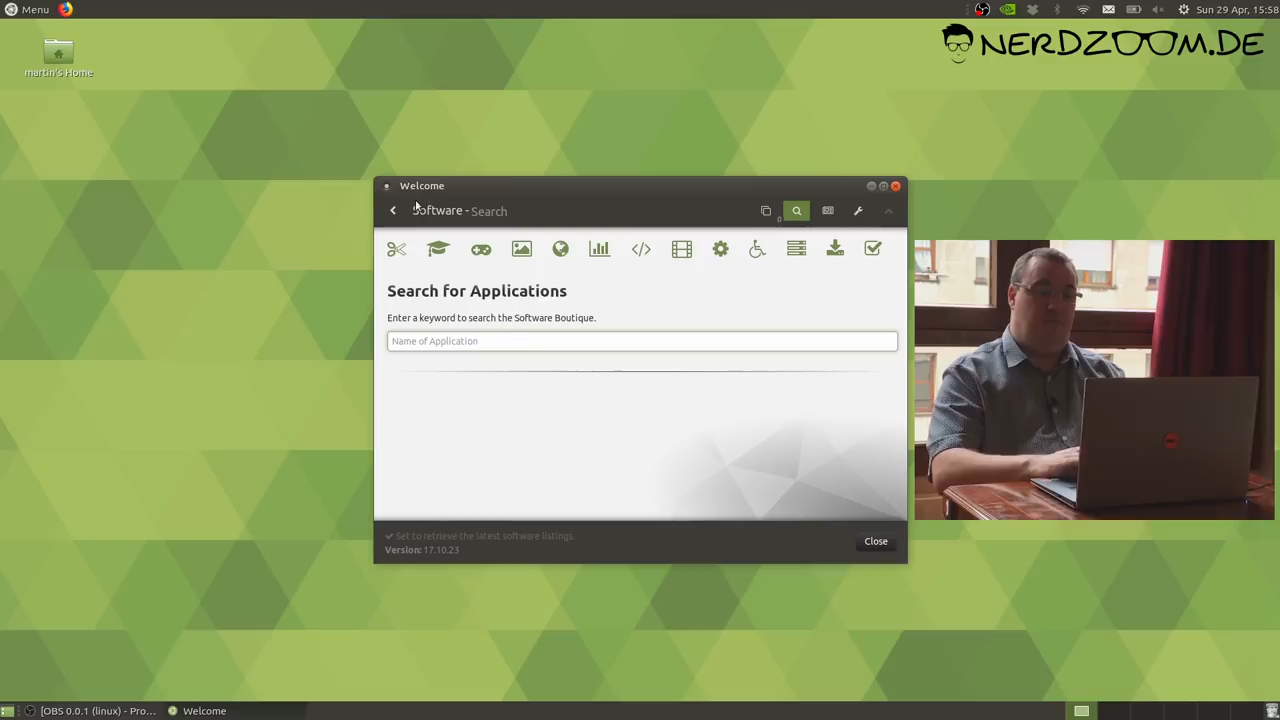 Menu
Sun 29 Apr, 15:58
NERDZOOM.DE
martin's Home
Welcome
Software - Search
0
Search for Applications
Enter a keyword to search the Software Boutique.
Name of Application
Set to retrieve the latest software listings.
Version: 17.10.23
Close
[OBS 0.0.1 (linux) - Pro...
Welcome